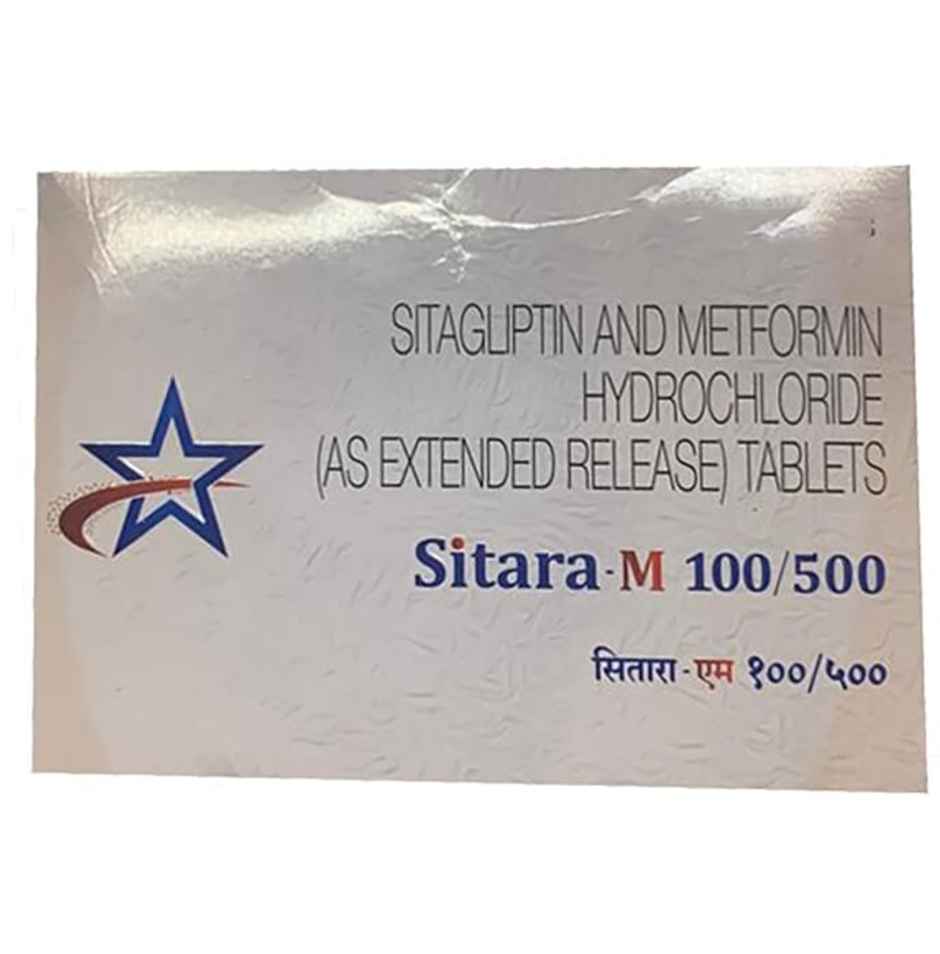 SITAGLIPTIN AND METFORMIN
HYDROCHLORIDE
(AS EXTENDED RELEASE) TABLETS
Sitara-M 100/500
सितारा-एम १००/५००